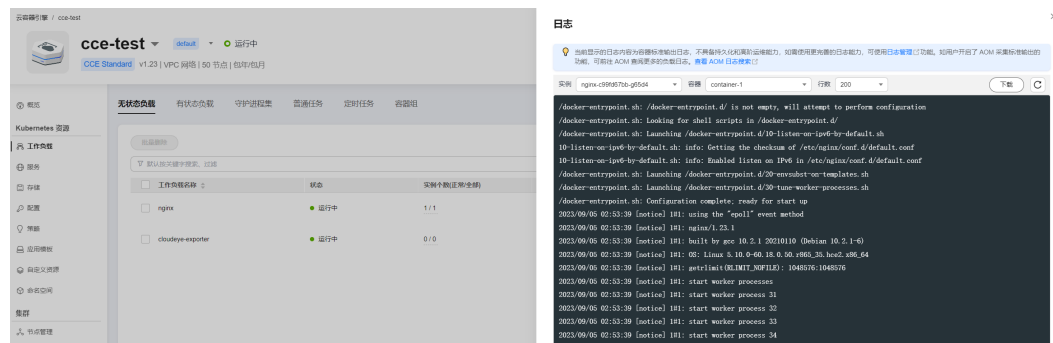 云容器引擎 / cce-test
cce-test default 运行中
CCE Standard v1.23 | VPC 网络 | 50 节点 | 包年/包月
概览
Kubernetes 资源
工作负载
服务
存储
配置
策略
应用模板
自定义资源
命名空间
集群
节点管理
无状态负载 有状态负载 守护进程集 普通任务 定时任务 容器组
批量删除
默认按关键字搜索、过滤
工作负载名称 状态 实例个数(正常/全部)
nginx 运行中 1 / 1
cloudeye-exporter 运行中 0 / 0
日志
当前显示的日志内容为容器标准输出日志，不具备持久化和高阶运维能力，如需使用更完善的日志能力，可使用日志管理功能。如用户开启了 AOM 采集标准输出的
功能，可前往 AOM 查阅更多的负载日志。查看 AOM 日志搜索
实例 nginx-c99fd67bb-g65d4 容器 container-1 行数 200 下载
/docker-entrypoint.sh: /docker-entrypoint.d/ is not empty, will attempt to perform configuration
/docker-entrypoint.sh: Looking for shell scripts in /docker-entrypoint.d/
/docker-entrypoint.sh: Launching /docker-entrypoint.d/10-listen-on-ipv6-by-default.sh
10-listen-on-ipv6-by-default.sh: info: Getting the checksum of /etc/nginx/conf.d/default.conf
10-listen-on-ipv6-by-default.sh: info: Enabled listen on IPv6 in /etc/nginx/conf.d/default.conf
/docker-entrypoint.sh: Launching /docker-entrypoint.d/20-envsubst-on-templates.sh
/docker-entrypoint.sh: Launching /docker-entrypoint.d/30-tune-worker-processes.sh
/docker-entrypoint.sh: Configuration complete; ready for start up
2023/09/05 02:53:39 [notice] 1#1: using the "epoll" event method
2023/09/05 02:53:39 [notice] 1#1: nginx/1.23.1
2023/09/05 02:53:39 [notice] 1#1: built by gcc 10.2.1 20210110 (Debian 10.2.1-6)
2023/09/05 02:53:39 [notice] 1#1: OS: Linux 5.10.0-60.18.0.50.r865_35.hce2.x86_64
2023/09/05 02:53:39 [notice] 1#1: getrlimit(RLIMIT_NOFILE): 1048576:1048576
2023/09/05 02:53:39 [notice] 1#1: start worker processes
2023/09/05 02:53:39 [notice] 1#1: start worker process 31
2023/09/05 02:53:39 [notice] 1#1: start worker process 32
2023/09/05 02:53:39 [notice] 1#1: start worker process 33
2023/09/05 02:53:39 [notice] 1#1: start worker process 34